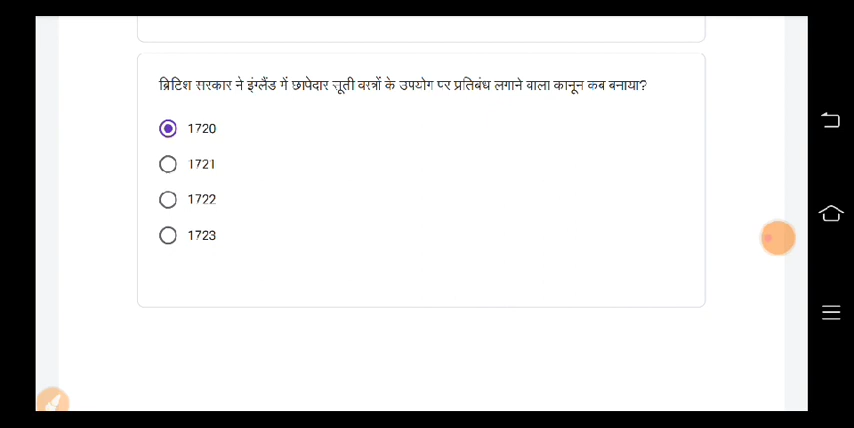 ब्रिटिश सरकार ने इंग्लैंड में छापेदार सूती वस्त्रों के उपयोग पर प्रतिबंध लगाने वाला कानून कब बनाया?
1720
1721
1722
1723